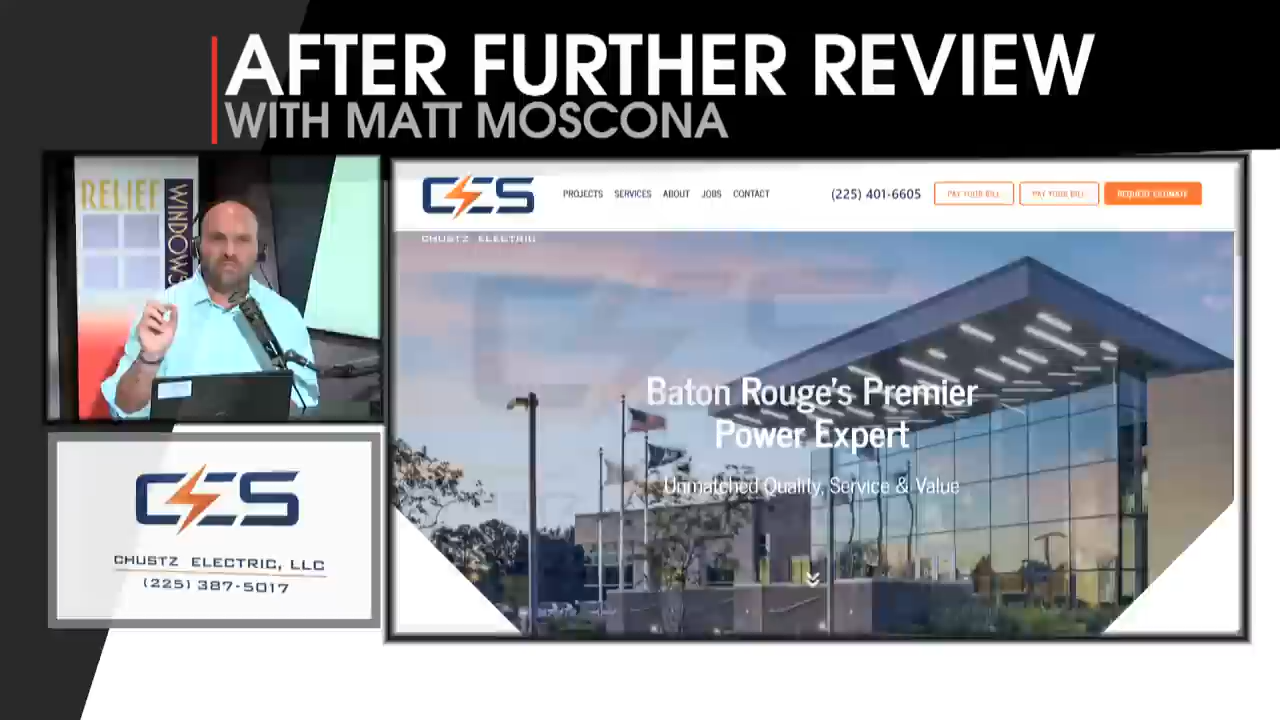 AFTER FURTHER REVIEW
WITH MATT MOSCONA
RELIEF
WINDOWS
CES
CHUSTZ ELECTRIC
PROJECTS SERVICES ABOUT JOBS CONTACT
(225) 401-6605
PAY YOUR BILL
PAY YOUR BILL
REQUEST ESTIMATE
Baton Rouge's Premier
Power Expert
Unmatched Quality, Service & Value
CES
CHUSTZ ELECTRIC, LLC
(225) 387-5017